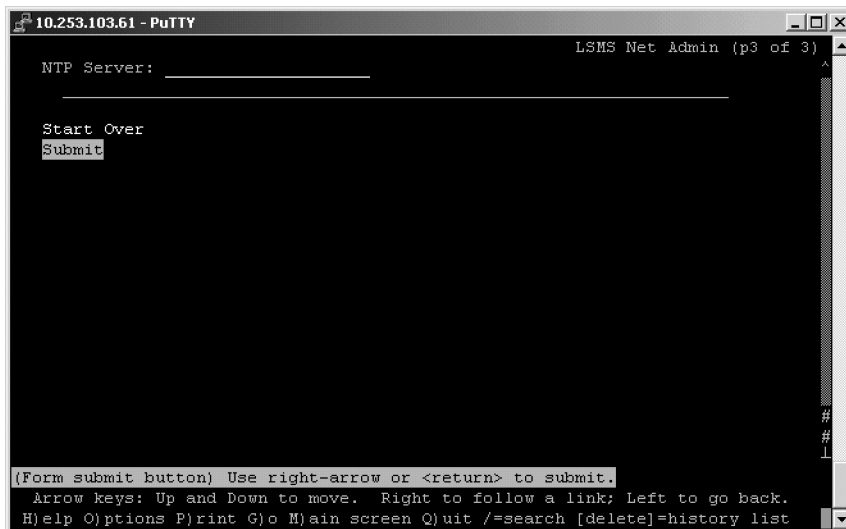 10.253.103.61 - PuTTY
LSMS Net Admin (p3 of 3)
NTP Server: ____________________
Start Over
Submit
(Form submit button) Use right-arrow or <return> to submit.
Arrow keys: Up and Down to move. Right to follow a link; Left to go back.
H)elp O)ptions P)rint G)o M)ain screen Q)uit /=search [delete]=history list